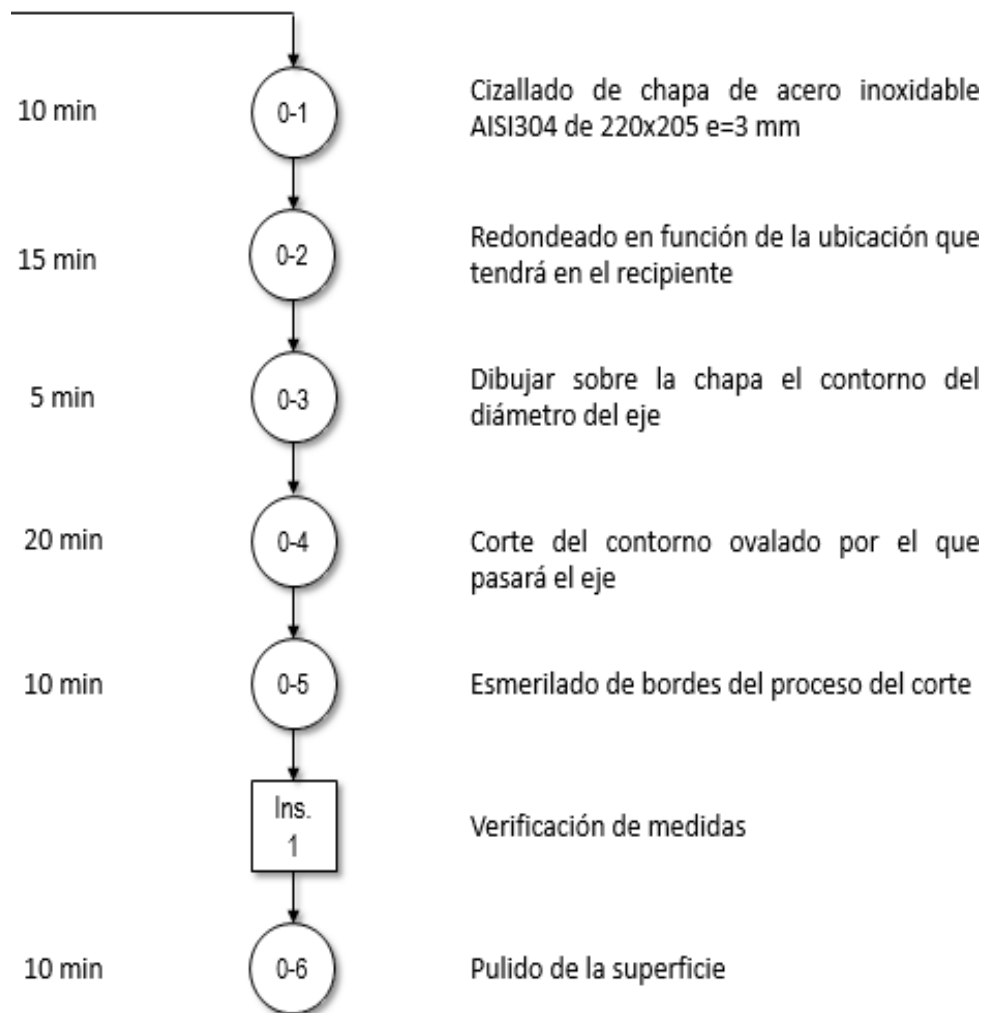 10 min
0-1
Cizallado de chapa de acero inoxidable
AISI304 de 220x205 e=3 mm
15 min
0-2
Redondeado en función de la ubicación que
tendrá en el recipiente
5 min
0-3
Dibujar sobre la chapa el contorno del
diámetro del eje
20 min
0-4
Corte del contorno ovalado por el que
pasará el eje
10 min
0-5
Esmerilado de bordes del proceso del corte
Ins.
1
Verificación de medidas
10 min
0-6
Pulido de la superficie